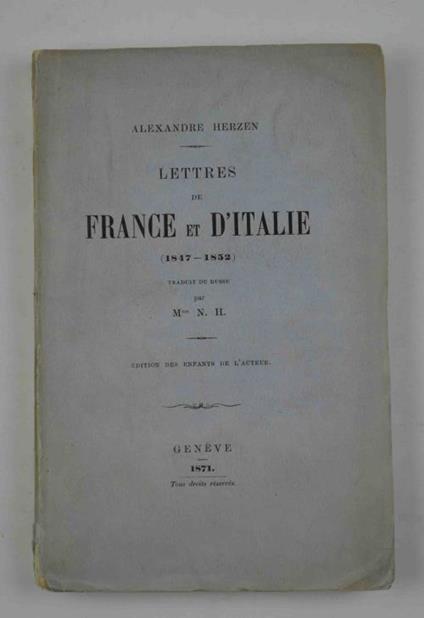 ALEXANDRE HERZEN
LETTRES
DE
FRANCE ET D'ITALIE
(1847-1852)
TRADUIT DU RUSSE
par
Mme N. H.
ÉDITION DES ENFANTS DE L'AUTEUR.
GENÈVE
1871.
Tous droits réservés.